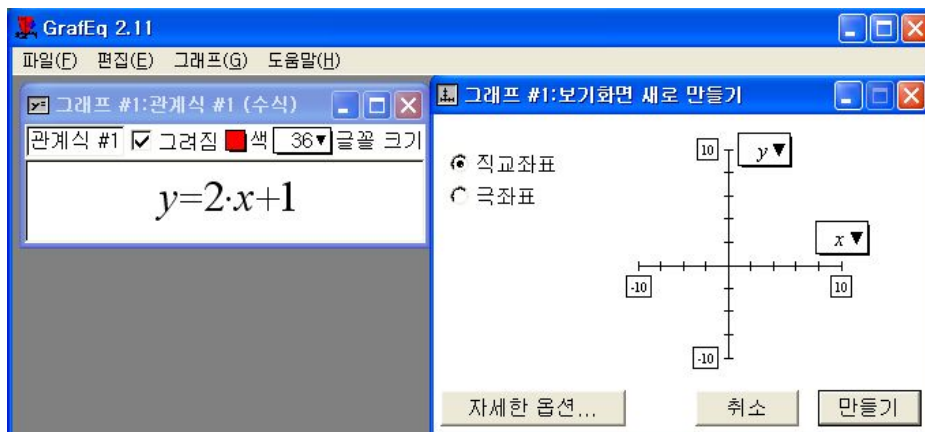 GrafEq 2.11
파일(F) 편집(E) 그래프(G) 도움말(H)
그래프 #1:관계식 #1 (수식)
관계식 #1 그려짐 색 36▼ 글꼴 크기
y=2·x+1
그래프 #1:보기화면 새로 만들기
직교좌표
극좌표
10 y▼
x▼
-10 10
-10
자세한 옵션... 취소 만들기